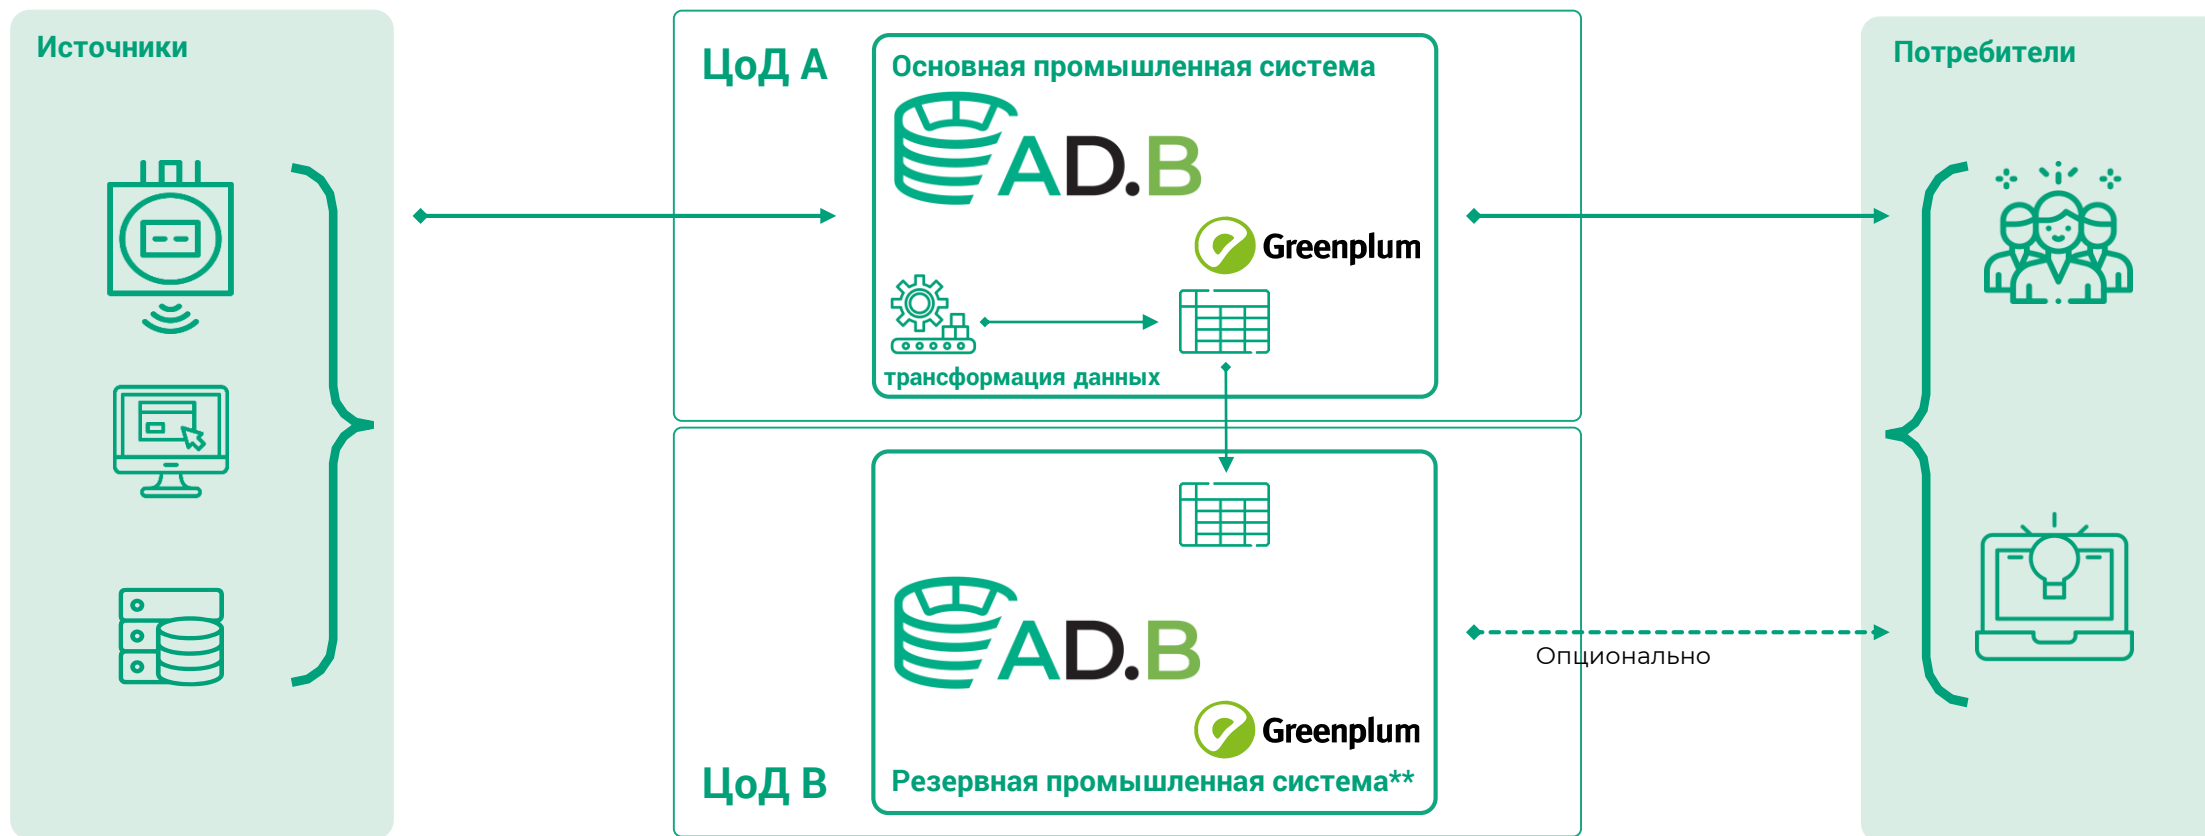 Источники
ЦоД А
Основная промышленная система
AD.B
Greenplum
трансформация данных
Потребители
AD.B
Greenplum
Резервная промышленная система**
ЦоД B
Опционально